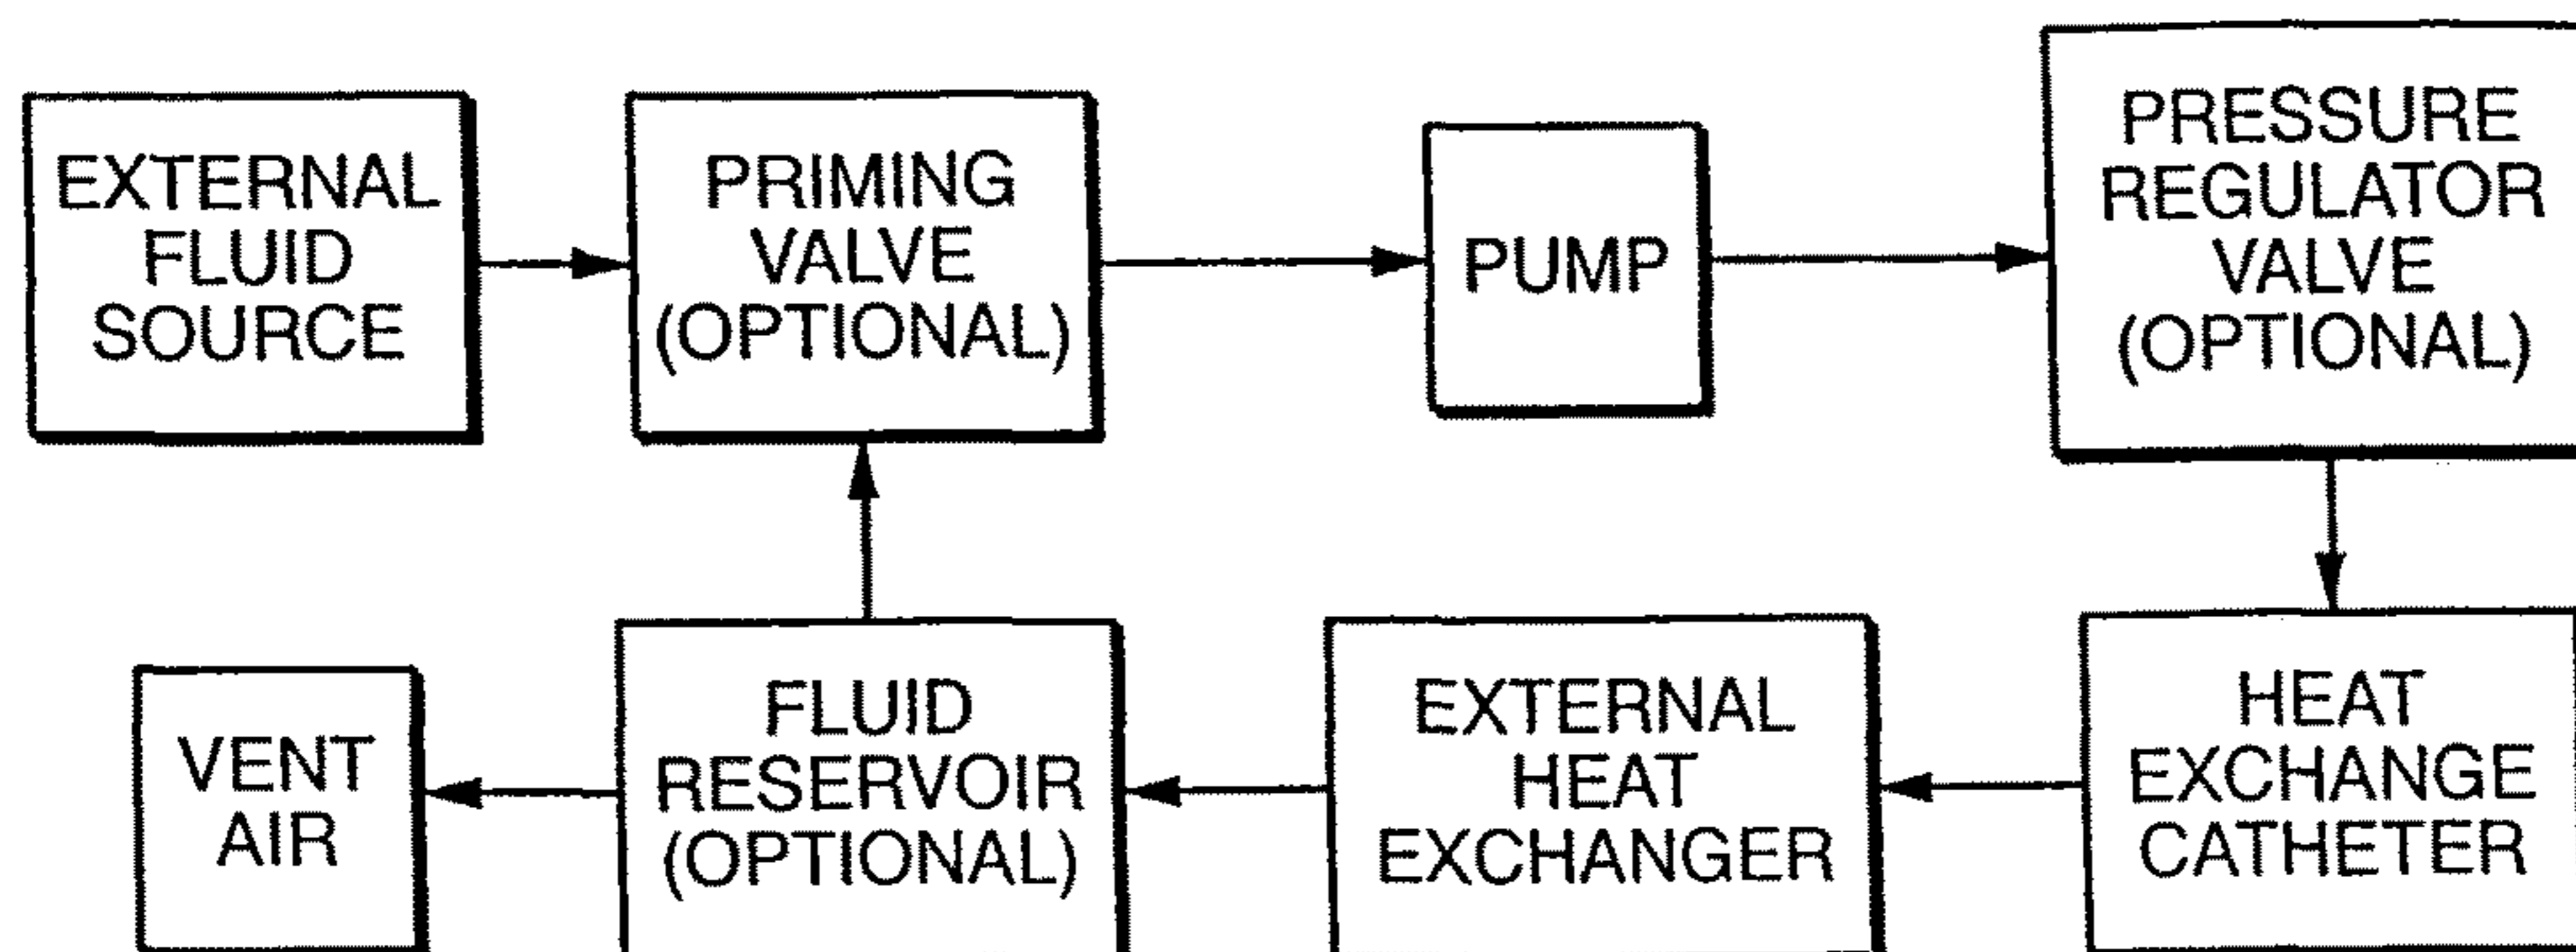 EXTERNAL
FLUID
SOURCE
PRIMING
VALVE
(OPTIONAL)
PUMP
PRESSURE
REGULATOR
VALVE
(OPTIONAL)
VENT
AIR
FLUID
RESERVOIR
(OPTIONAL)
EXTERNAL
HEAT
EXCHANGER
HEAT
EXCHANGE
CATHETER